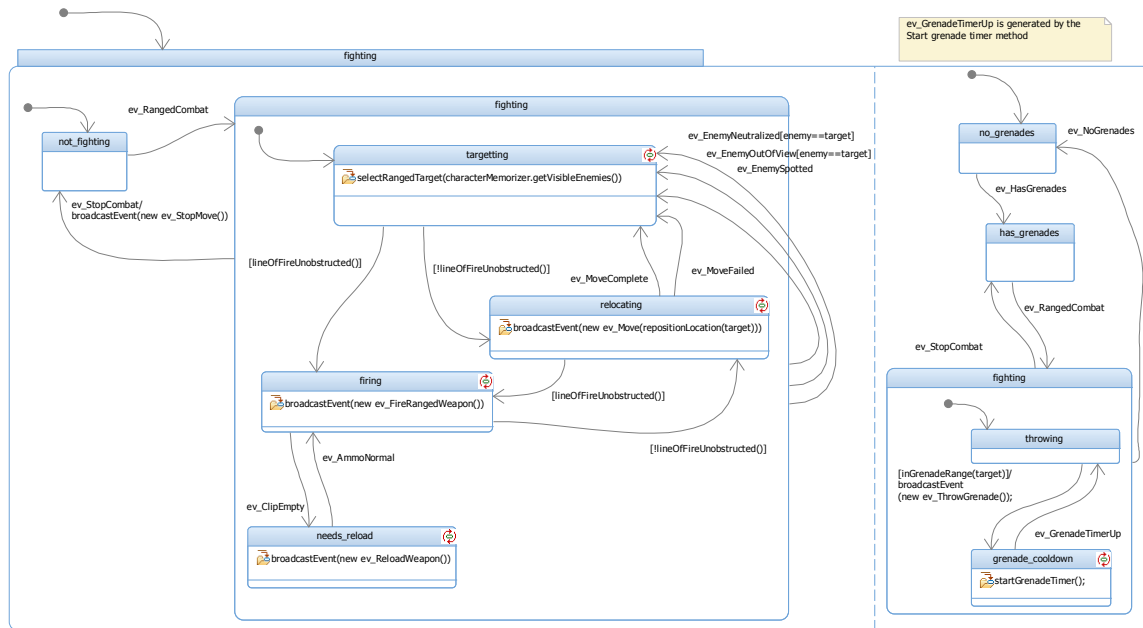 ev_GrenadeTimerUp is generated by the
Start grenade timer method
fighting
fighting
ev_RangedCombat
not_fighting
ev_StopCombat/
broadcastEvent(new ev_StopMove())
targetting
selectRangedTarget(characterMemorizer.getVisibleEnemies())
ev_EnemyNeutralized[enemy==target]
ev_EnemyOutOfView[enemy==target]
ev_EnemySpotted
[lineOfFireUnobstructed()]
[!lineOfFireUnobstructed()]
ev_MoveComplete
ev_MoveFailed
relocating
broadcastEvent(new ev_Move(repositionLocation(target)))
firing
broadcastEvent(new ev_FireRangedWeapon())
[lineOfFireUnobstructed()]
[!lineOfFireUnobstructed()]
ev_AmmoNormal
ev_ClipEmpty
needs_reload
broadcastEvent(new ev_ReloadWeapon())
no_grenades
ev_NoGrenades
ev_HasGrenades
has_grenades
ev_RangedCombat
ev_StopCombat
fighting
throwing
[inGrenadeRange(target)]/
broadcastEvent
(new ev_ThrowGrenade());
ev_GrenadeTimerUp
grenade_cooldown
startGrenadeTimer();